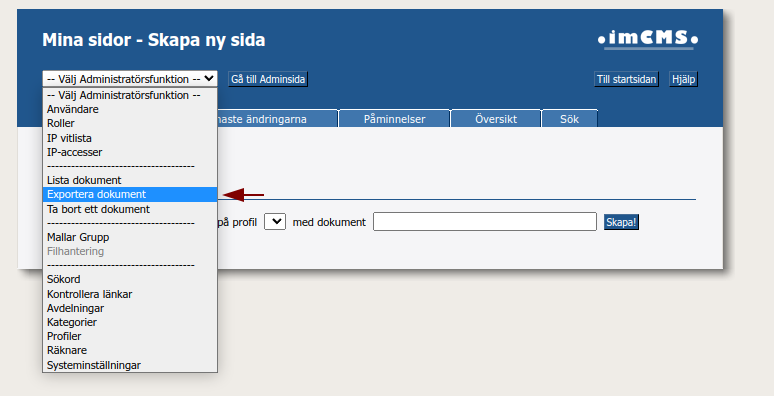 Mina sidor - Skapa ny sida
imCMS
-- Välj Administratörsfunktion --
Gå till Adminsida
Till startsidan
Hjälp
-- Välj Administratörsfunktion --
Användare
Roller
IP vitlista
IP-accesser
Lista dokument
Exportera dokument
Ta bort ett dokument
Mallar Grupp
Filhantering
Sökord
Kontrollera länkar
Avdelningar
Kategorier
Profiler
Räknare
Systeminställningar
naste ändringarna
Påminnelser
Översikt
Sök
på profil
med dokument
Skapa!